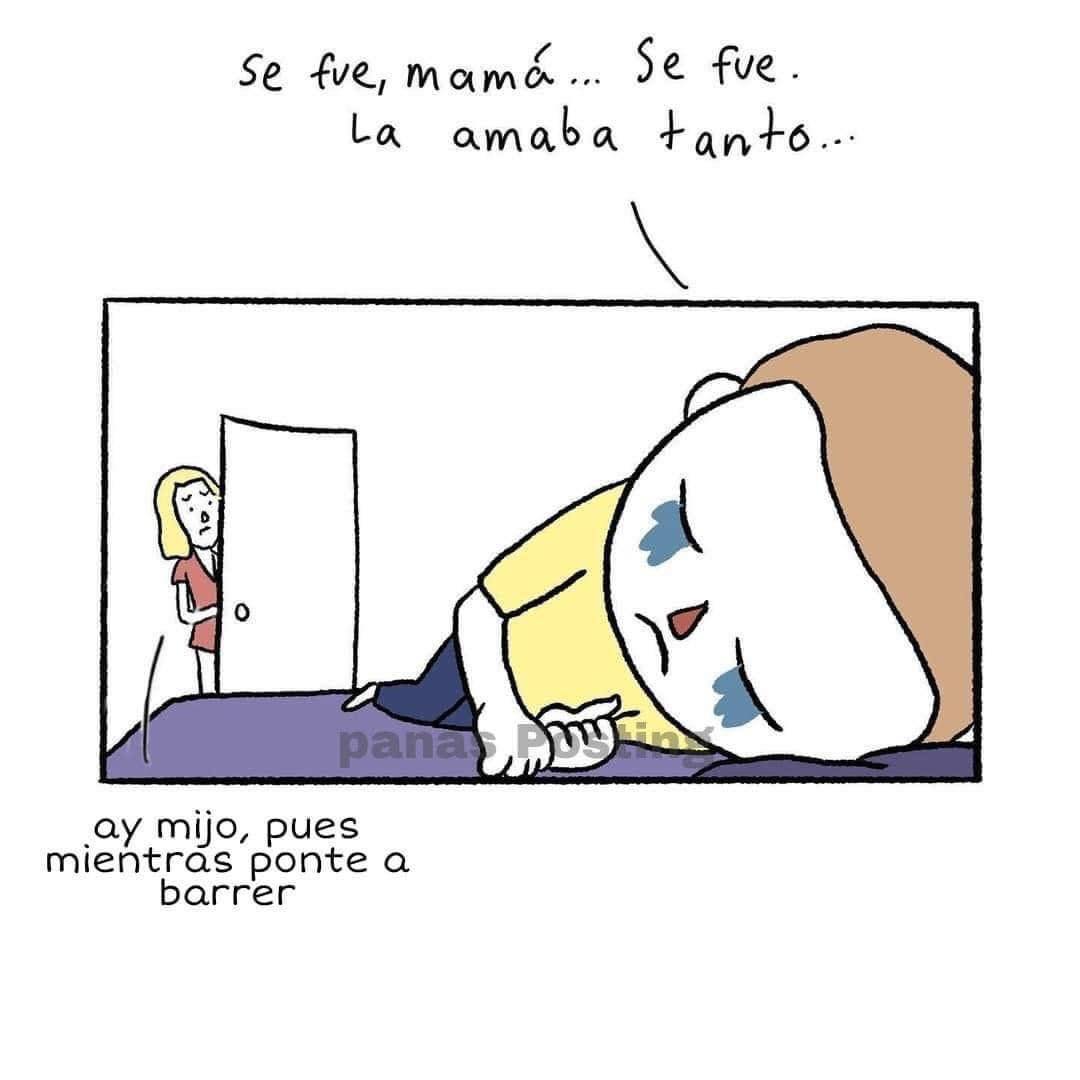 Se fue, mamá... Se fue.
La amaba tanto...
panas Posting
ay mijo, pues
mientras ponte a
barrer